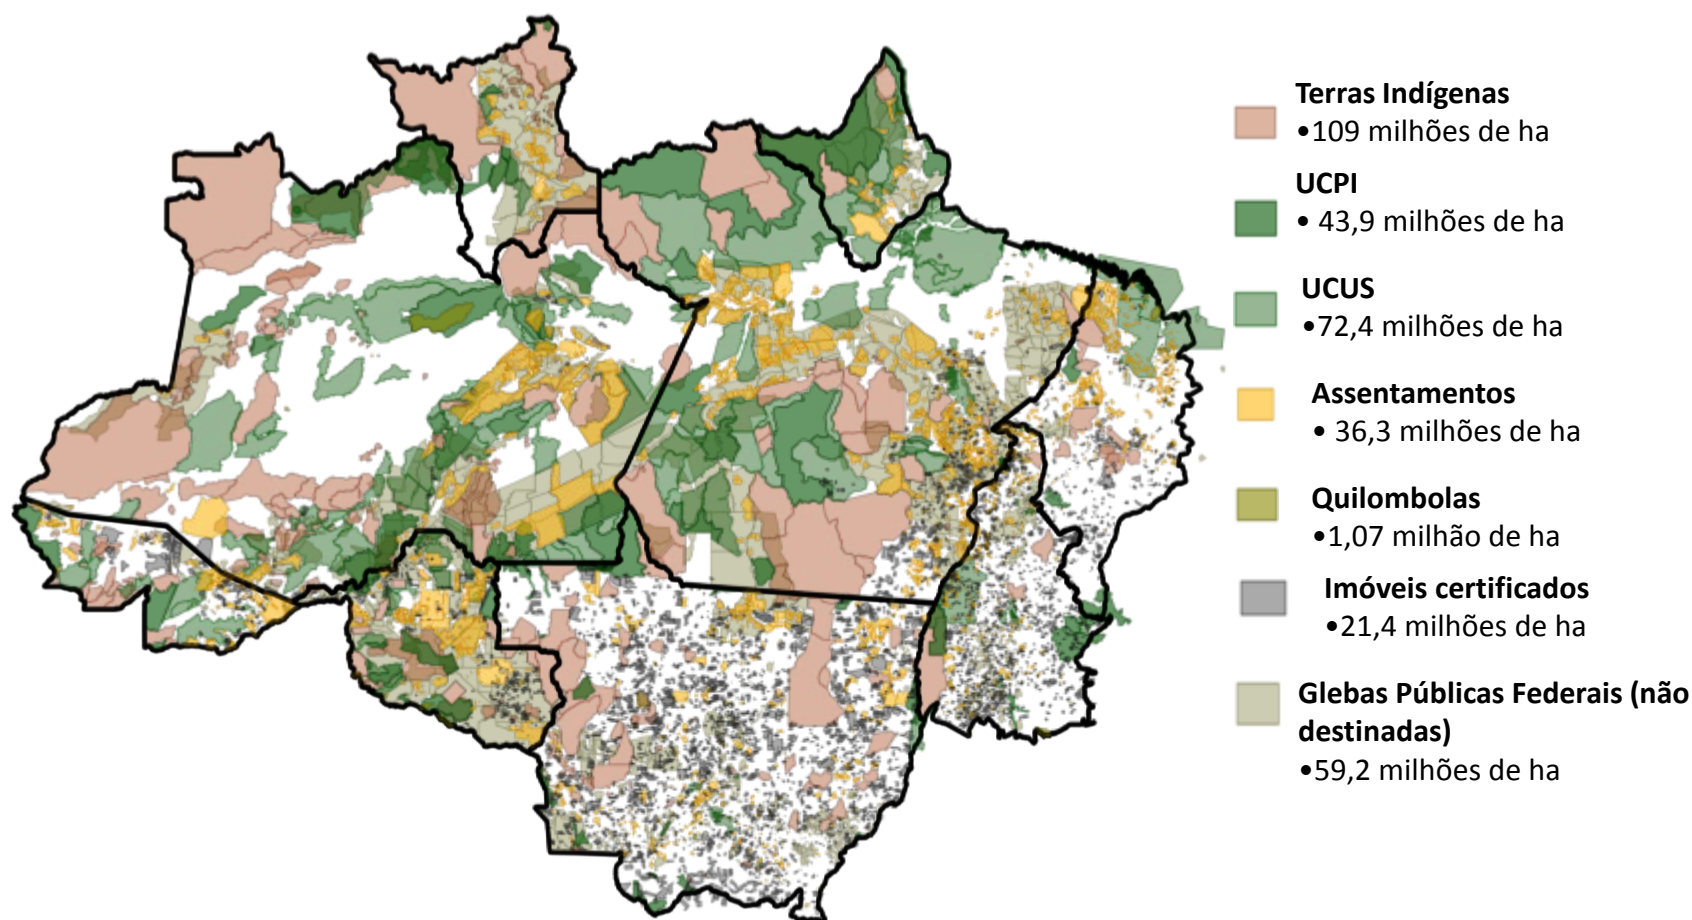 Terras Indígenas
•109 milhões de ha
UCPI
• 43,9 milhões de ha
UCUS
•72,4 milhões de ha
Assentamentos
• 36,3 milhões de ha
Quilombolas
•1,07 milhão de ha
Imóveis certificados
•21,4 milhões de ha
Glebas Públicas Federais (não
destinadas)
•59,2 milhões de ha